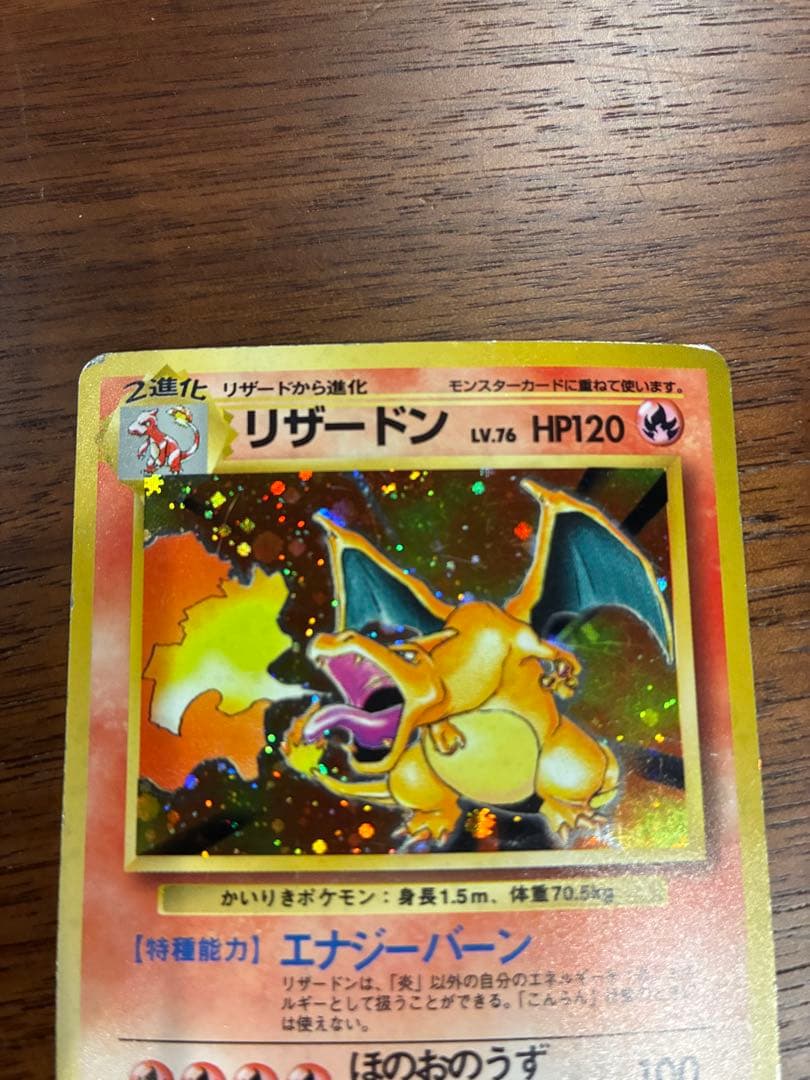 2進化 リザードから進化 モンスターカードに重ねて使います。
リザードン LV.76 HP120
かいりきポケモン：身長1.5m、体重70.5kg
【特種能力】 エナジーバーン
リザードンは、「炎」以外の自分のエネルギーを
ルギーとして扱うことができる。「こんらん」
は使えない。
ほのおのうず 100